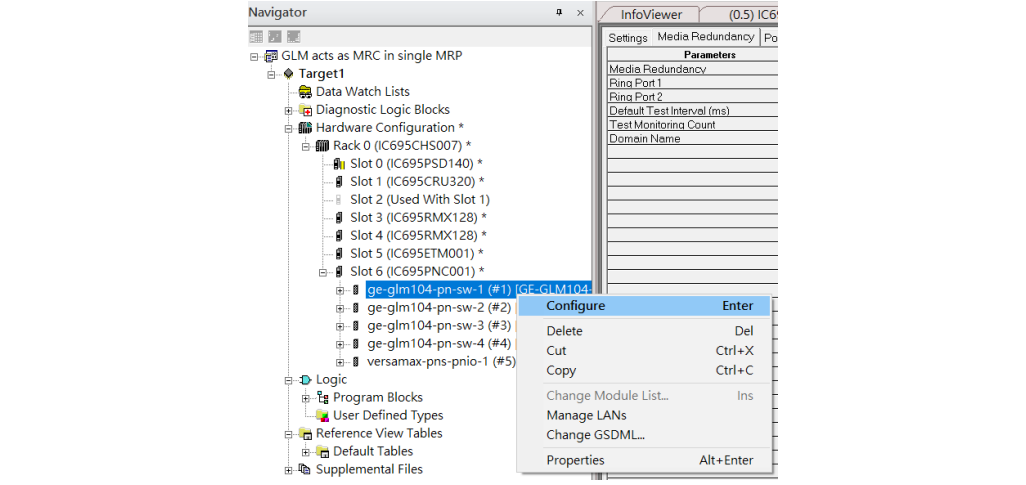 Navigator
GLM acts as MRC in single MRP
Target1
Data Watch Lists
Diagnostic Logic Blocks
Hardware Configuration *
Rack 0 (IC695CHS007) *
Slot 0 (IC695PSD140) *
Slot 1 (IC695CRU320) *
Slot 2 (Used With Slot 1)
Slot 3 (IC695RMX128) *
Slot 4 (IC695RMX128) *
Slot 5 (IC695ETM001) *
Slot 6 (IC695PNC001) *
ge-glm104-pn-sw-1 (#1) [GE-GLM104-
ge-glm104-pn-sw-2 (#2) [
ge-glm104-pn-sw-3 (#3) [
ge-glm104-pn-sw-4 (#4) [
versamax-pns-pnio-1 (#5)
Logic
Program Blocks
User Defined Types
Reference View Tables
Default Tables
Supplemental Files
InfoViewer (0.5) IC69
Settings Media Redundancy Po
Parameters
Media Redundancy
Ring Port 1
Ring Port 2
Default Test Interval (ms)
Test Monitoring Count
Domain Name
Configure Enter
Delete Del
Cut Ctrl+X
Copy Ctrl+C
Change Module List... Ins
Manage LANs
Change GSDML...
Properties Alt+Enter